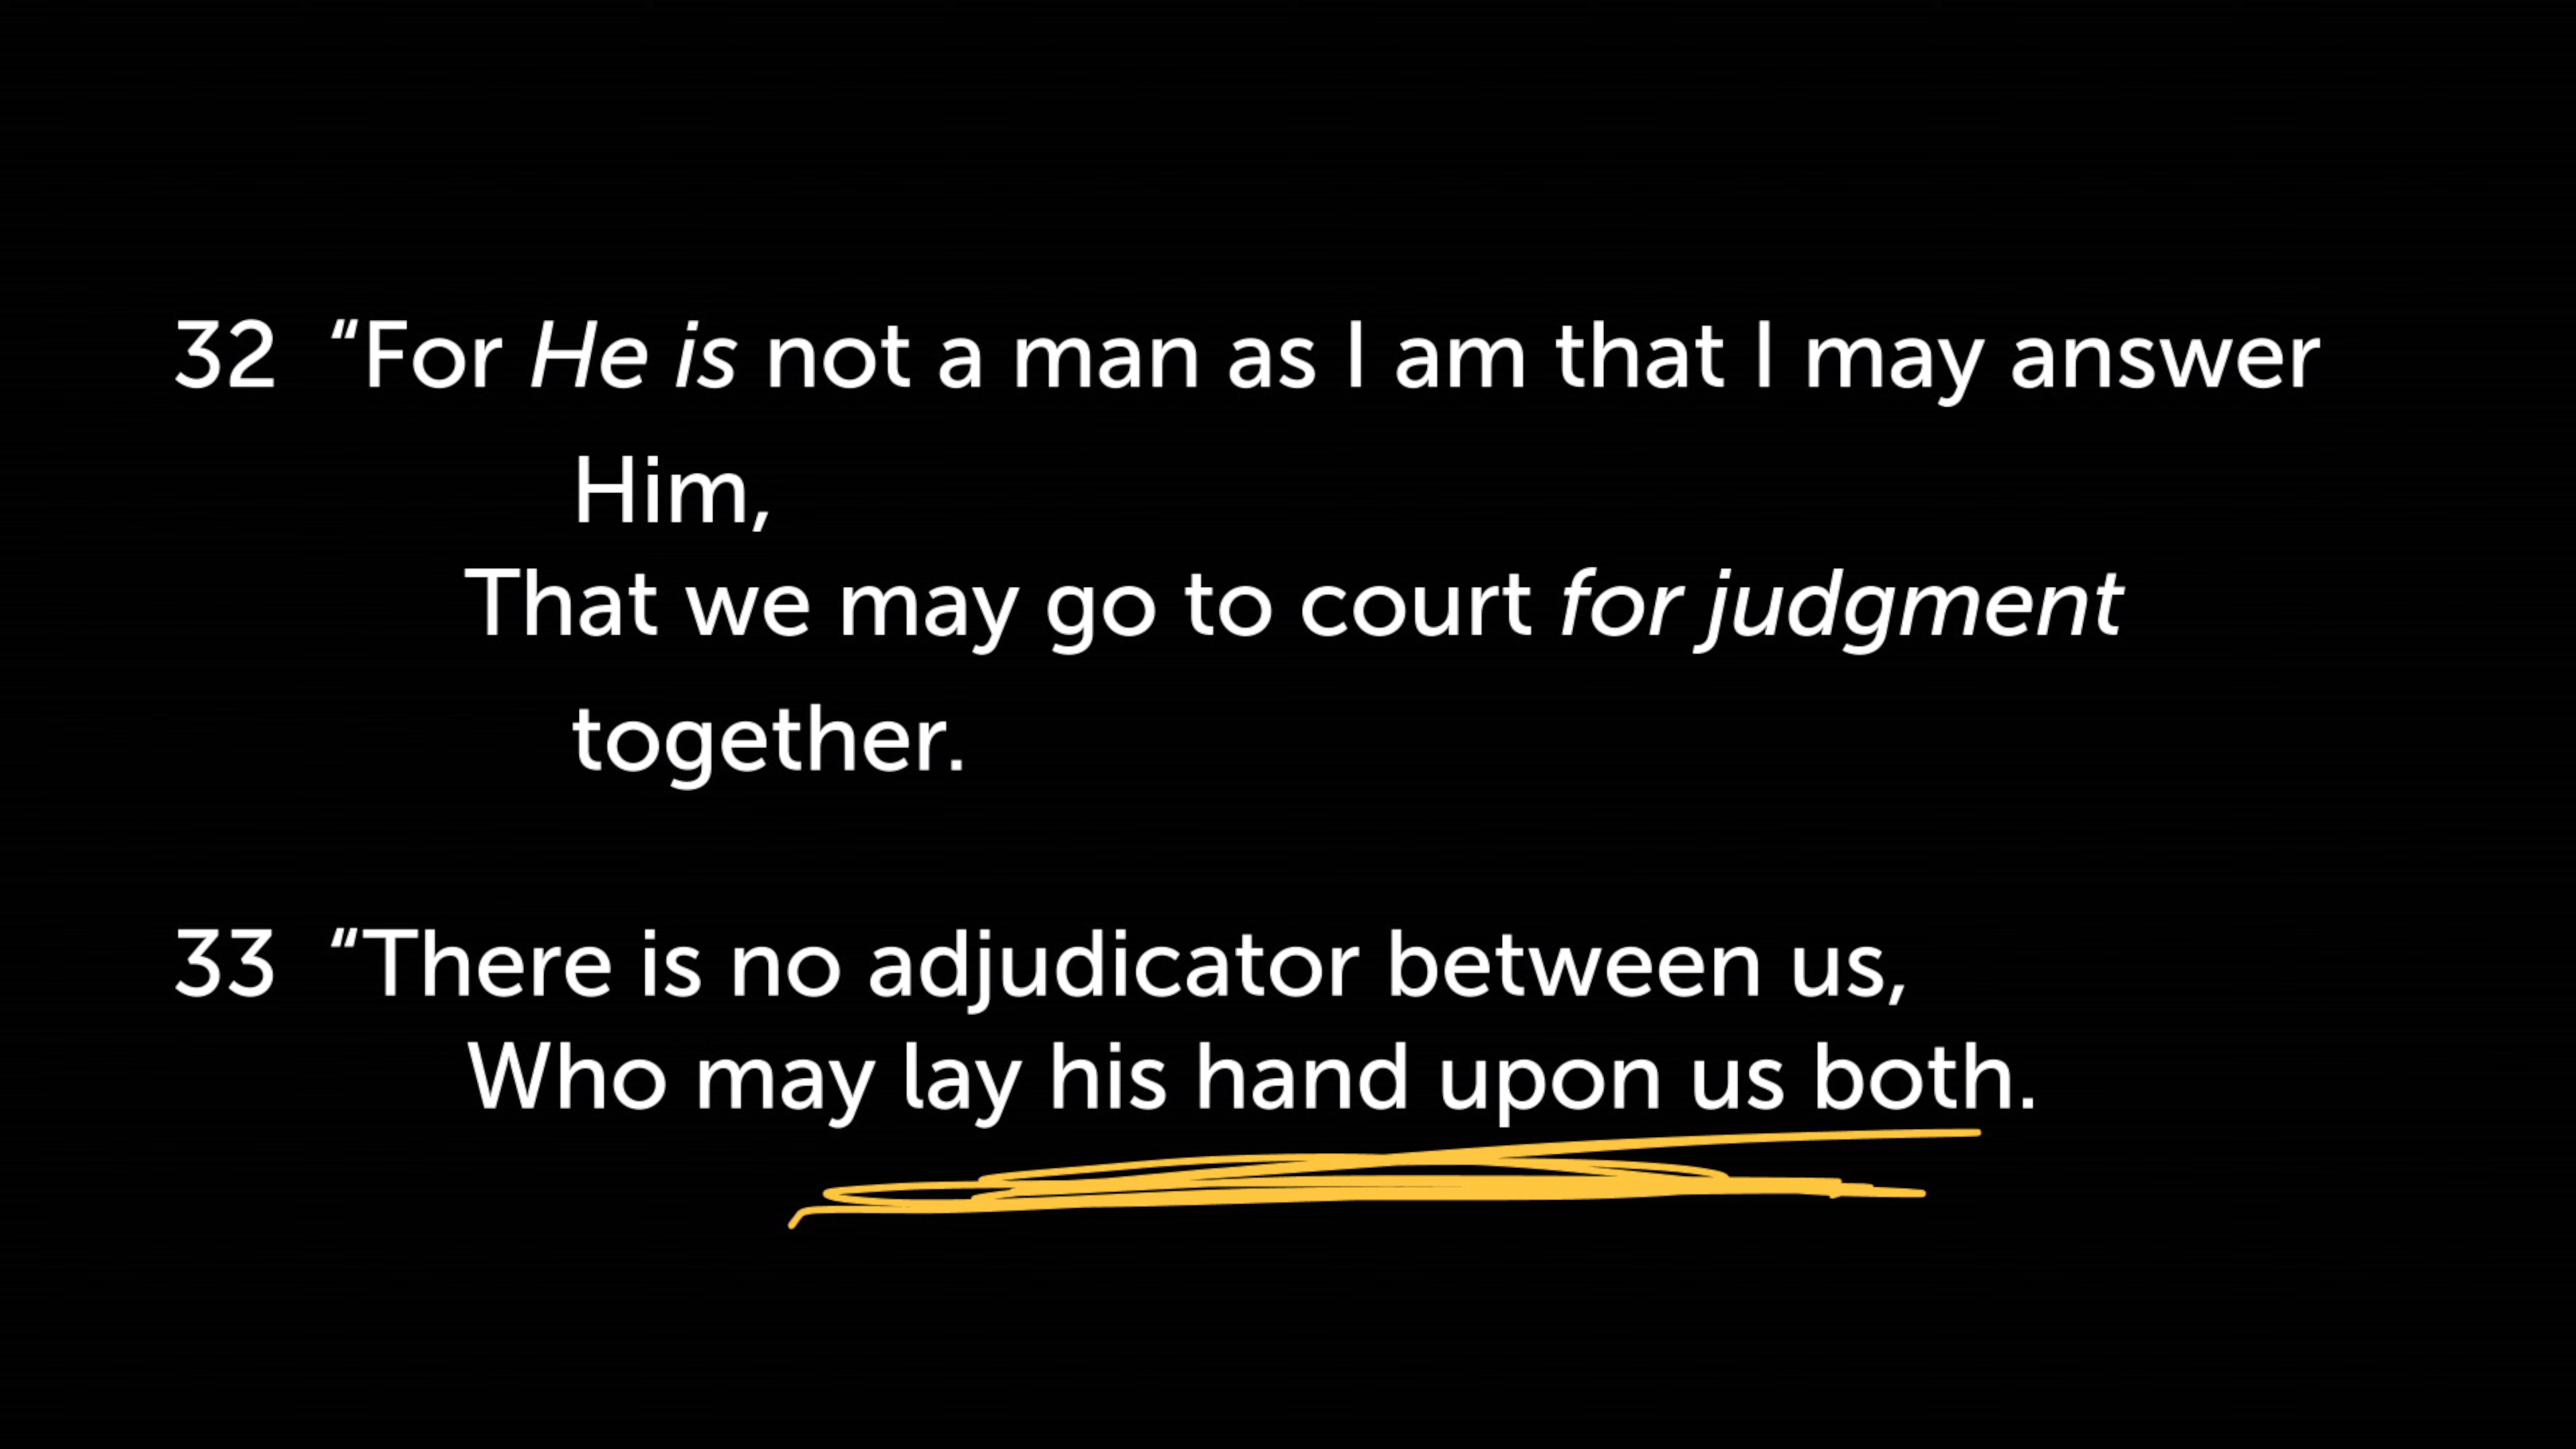 32 “For He is not a man as I am that I may answer
Him,
That we may go to court for judgment
together.
33 “There is no adjudicator between us,
Who may lay his hand upon us both.